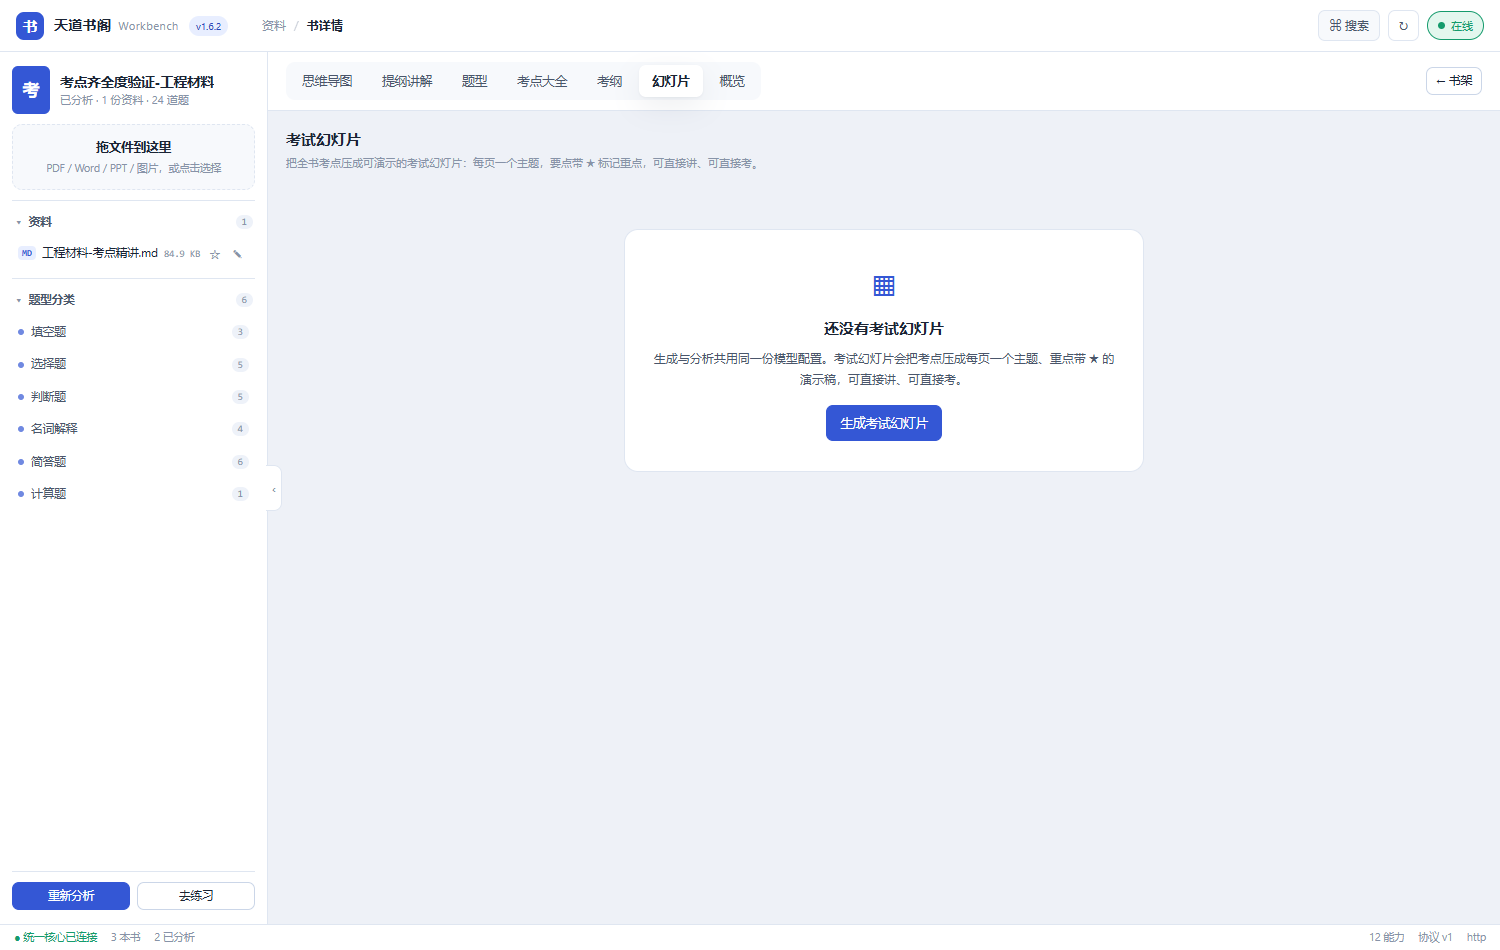 书 天道书阁 Workbench v1.6.2 资料 / 书详情 ⌘ 搜索 ↻ 在线
考 考点齐全度验证-工程材料
已分析 · 1 份资料 · 24 道题
拖文件到这里
PDF / Word / PPT / 图片，或点击选择
资料 1
MD 工程材料-考点精讲.md 84.9 KB
题型分类 6
填空题 3
选择题 5
判断题 5
名词解释 4
简答题 6
计算题 1
重新分析 去练习
思维导图 提纲讲解 题型 考点大全 考纲 幻灯片 概览 ← 书架
考试幻灯片
把全书考点压成可演示的考试幻灯片：每页一个主题，要点带 ★ 标记重点，可直接讲、可直接考。
还没有考试幻灯片
生成与分析共用同一份模型配置。考试幻灯片会把考点压成每页一个主题、重点带 ★ 的
演示稿，可直接讲、可直接考。
生成考试幻灯片
统一核心已连接 3 本书 2 已分析 12 能力 协议 v1 http